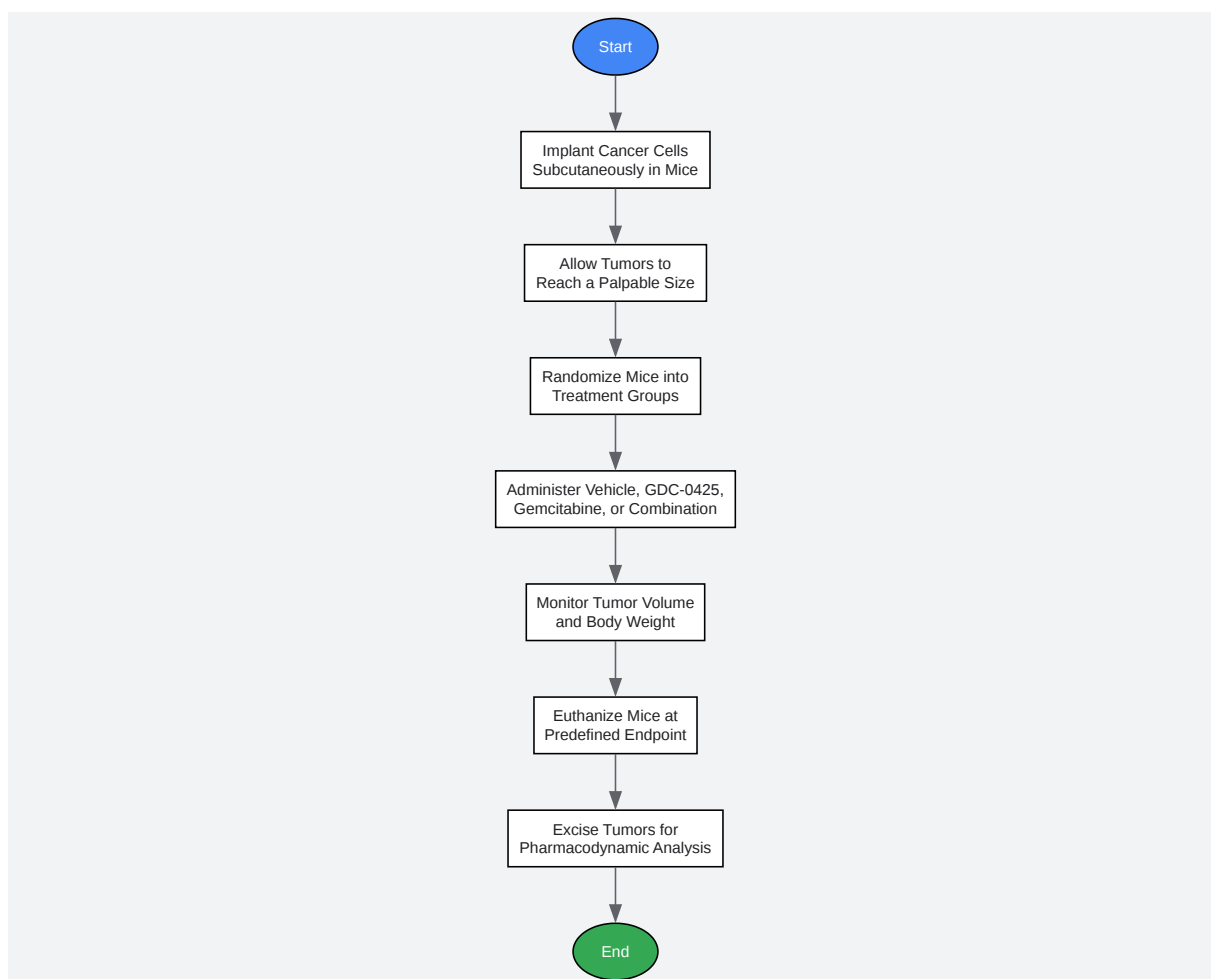 Start
Implant Cancer Cells
Subcutaneously in Mice
Allow Tumors to
Reach a Palpable Size
Randomize Mice into
Treatment Groups
Administer Vehicle, GDC-0425,
Gemcitabine, or Combination
Monitor Tumor Volume
and Body Weight
Euthanize Mice at
Predefined Endpoint
Excise Tumors for
Pharmacodynamic Analysis
End